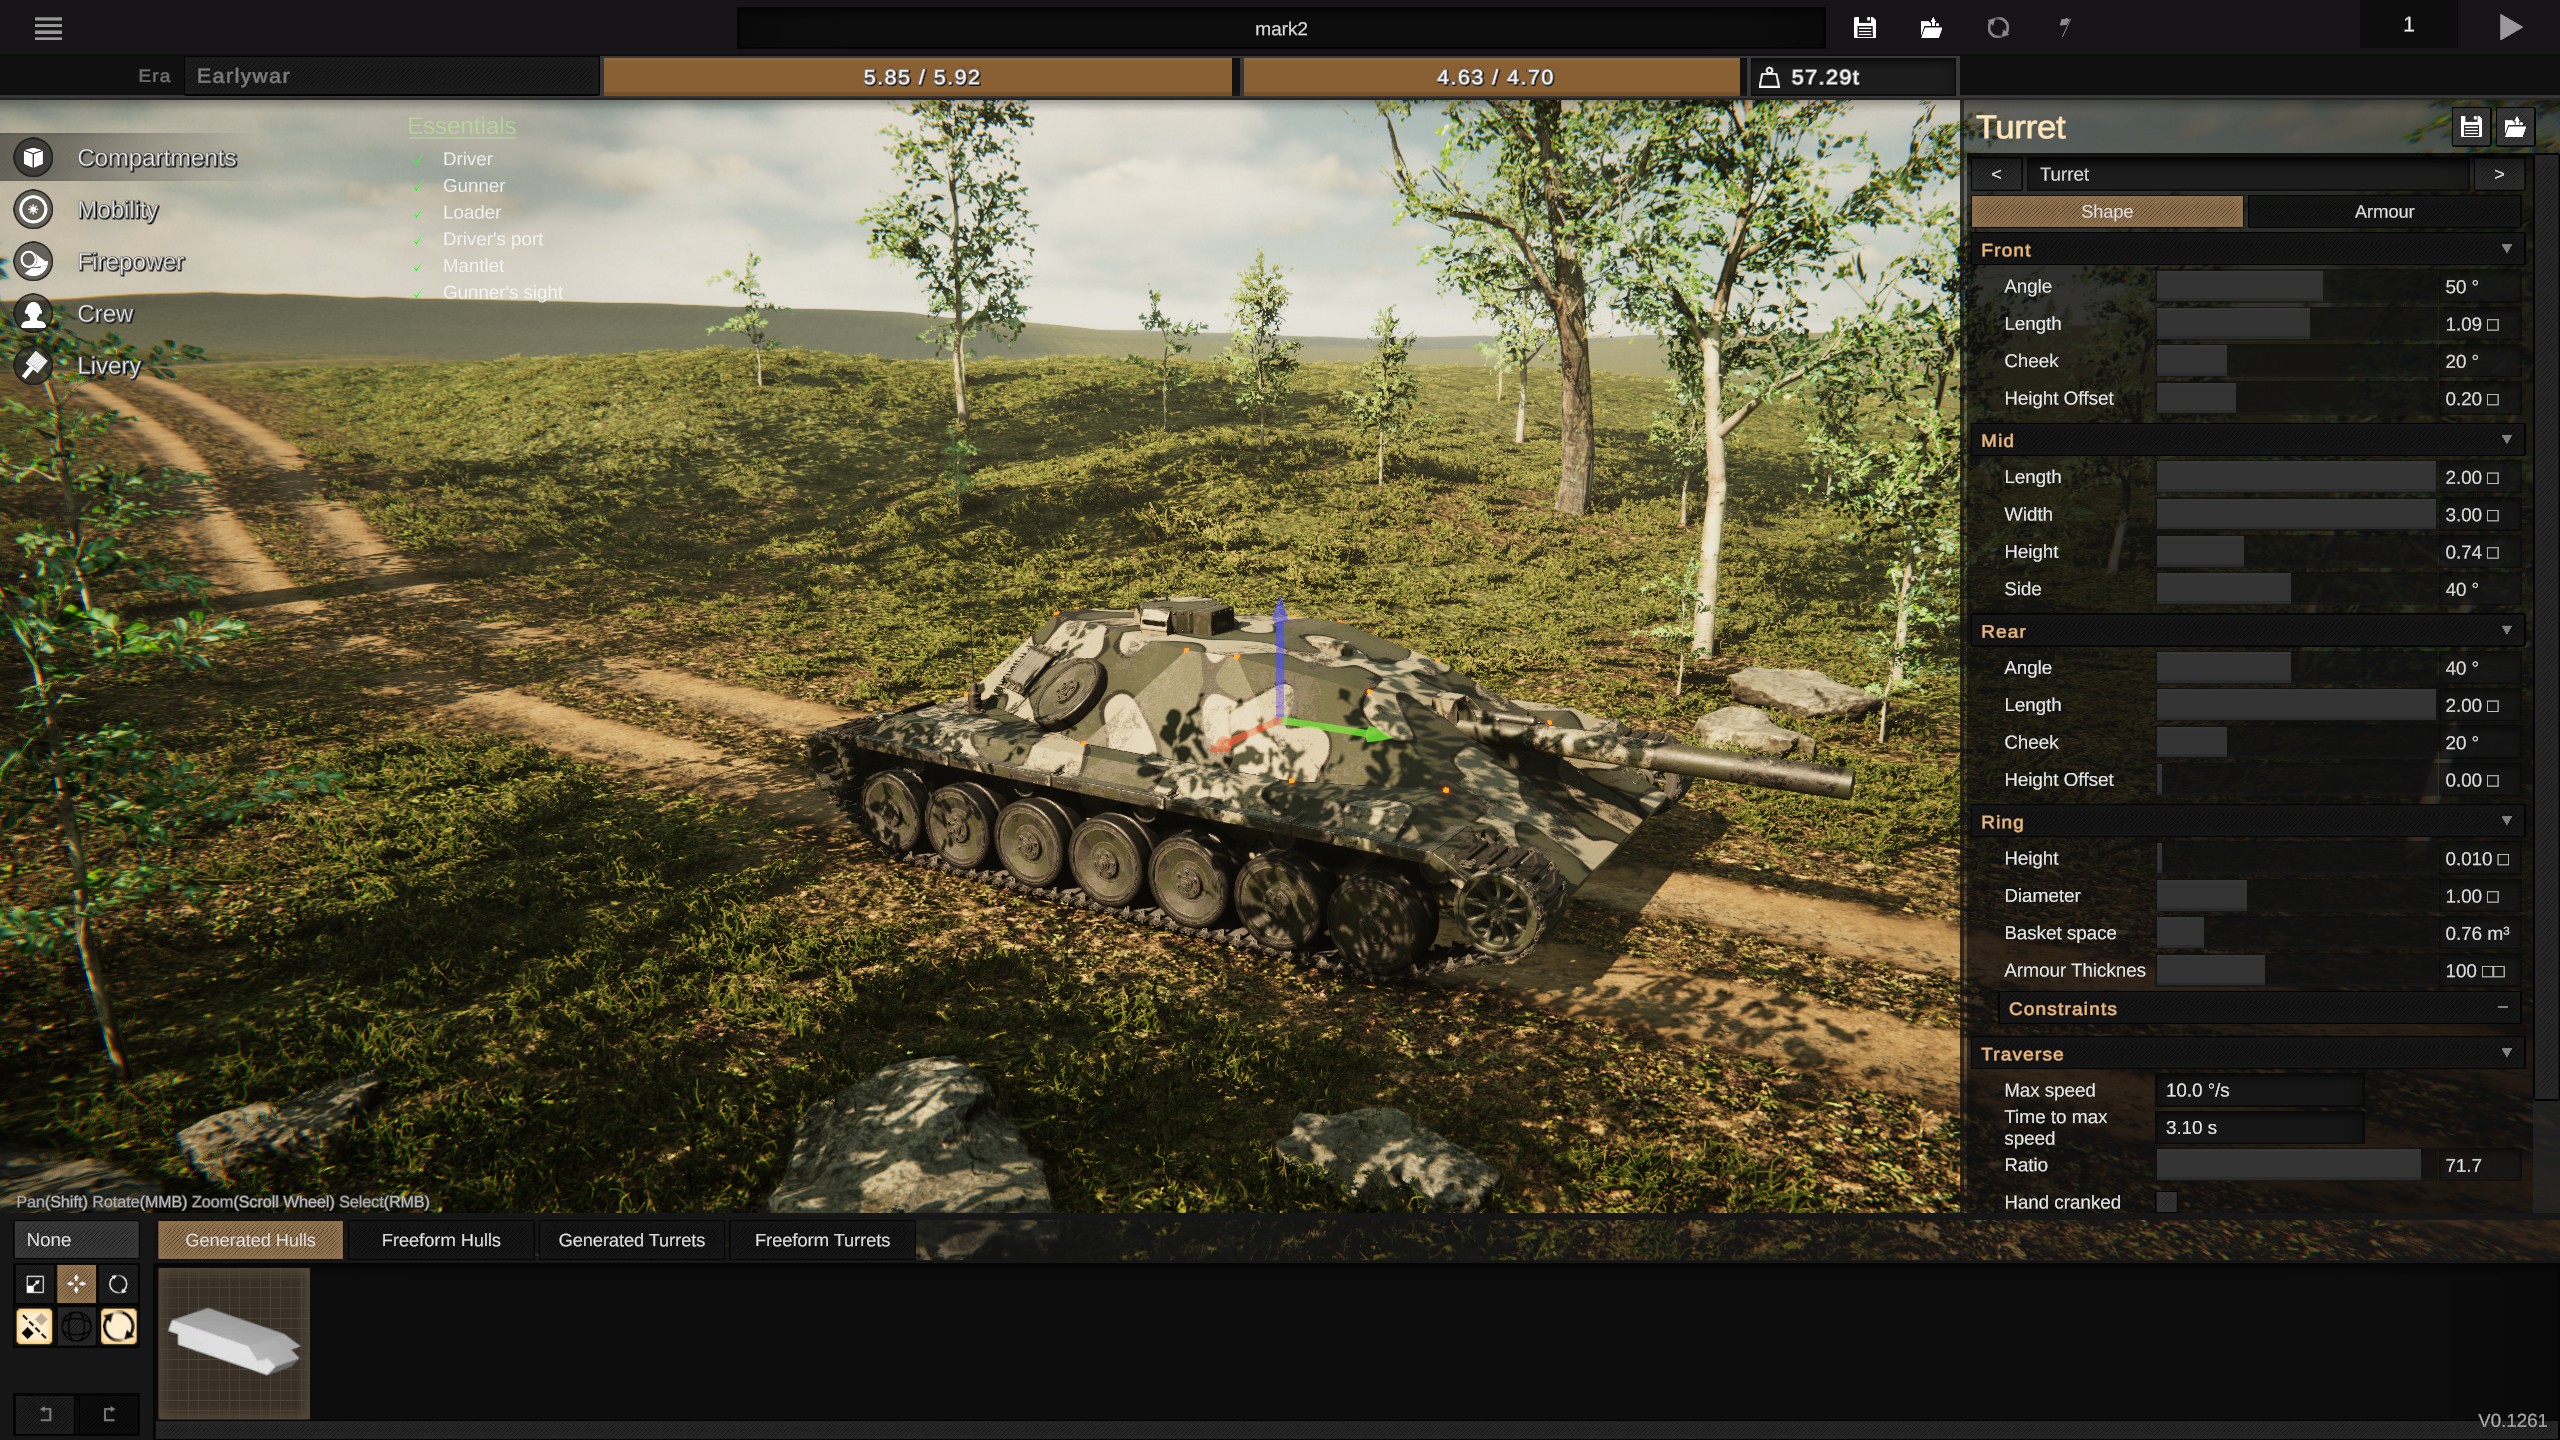 mark2
1
Era
Earlywar
5.85 / 5.92
4.63 / 4.70
57.29t
Compartments
Mobility
Firepower
Crew
Livery
Essentials
Driver
Gunner
Loader
Driver's port
Mantlet
Gunner's sight
Turret
< Turret >
Shape
Armour
Front
Angle 50 °
Length 1.09 □
Cheek 20 °
Height Offset 0.20 □
Mid
Length 2.00 □
Width 3.00 □
Height 0.74 □
Side 40 °
Rear
Angle 40 °
Length 2.00 □
Cheek 20 °
Height Offset 0.00 □
Ring
Height 0.010 □
Diameter 1.00 □
Basket space 0.76 m³
Armour Thicknes 100 □□
Constraints −
Traverse
Max speed 10.0 °/s
Time to max speed 3.10 s
Ratio 71.7
Hand cranked
Pan(Shift) Rotate(MMB) Zoom(Scroll Wheel) Select(RMB)
None
Generated Hulls
Freeform Hulls
Generated Turrets
Freeform Turrets
V0.1261